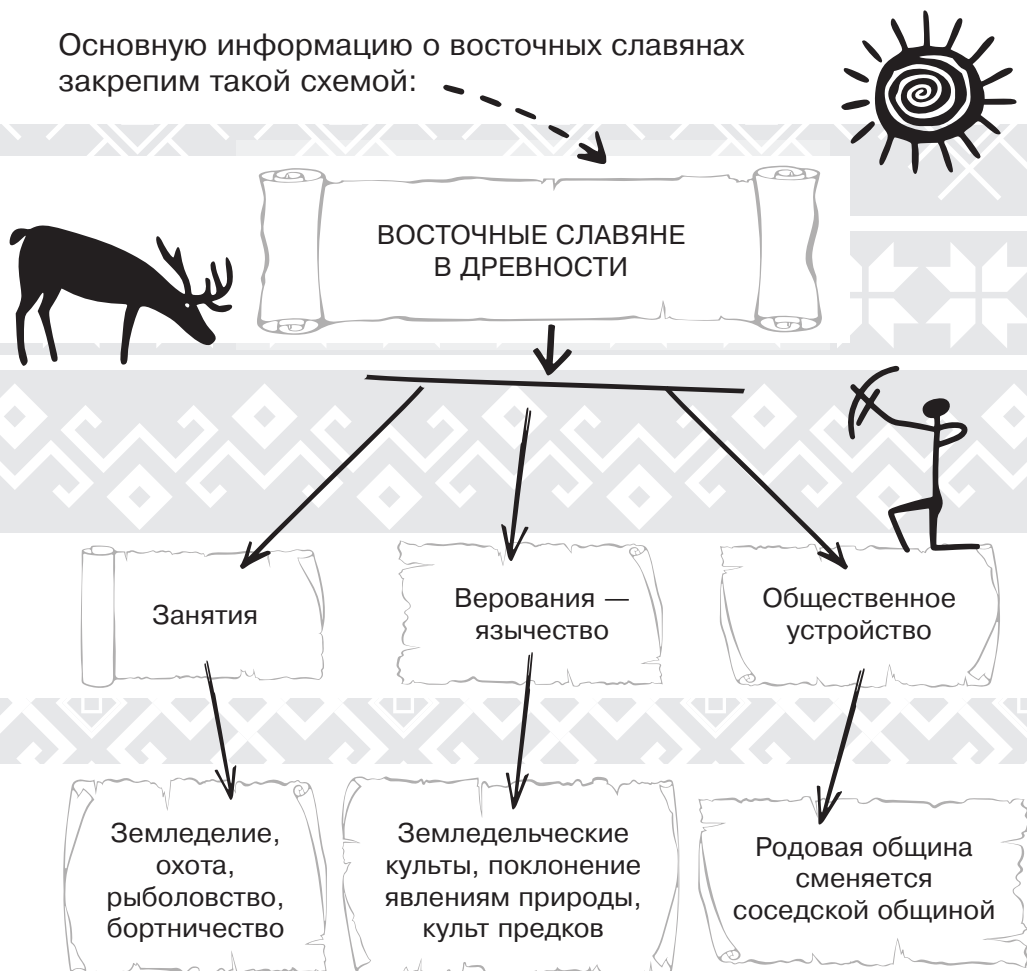 Основную информацию о восточных славянах
закрепим такой схемой:
ВОСТОЧНЫЕ СЛАВЯНЕ
В ДРЕВНОСТИ
Занятия
Верования —
язычество
Общественное
устройство
Земледелие,
охота,
рыболовство,
бортничество
Земледельческие
культы, поклонение
явлениям природы,
культ предков
Родовая община
сменяется
соседской общиной